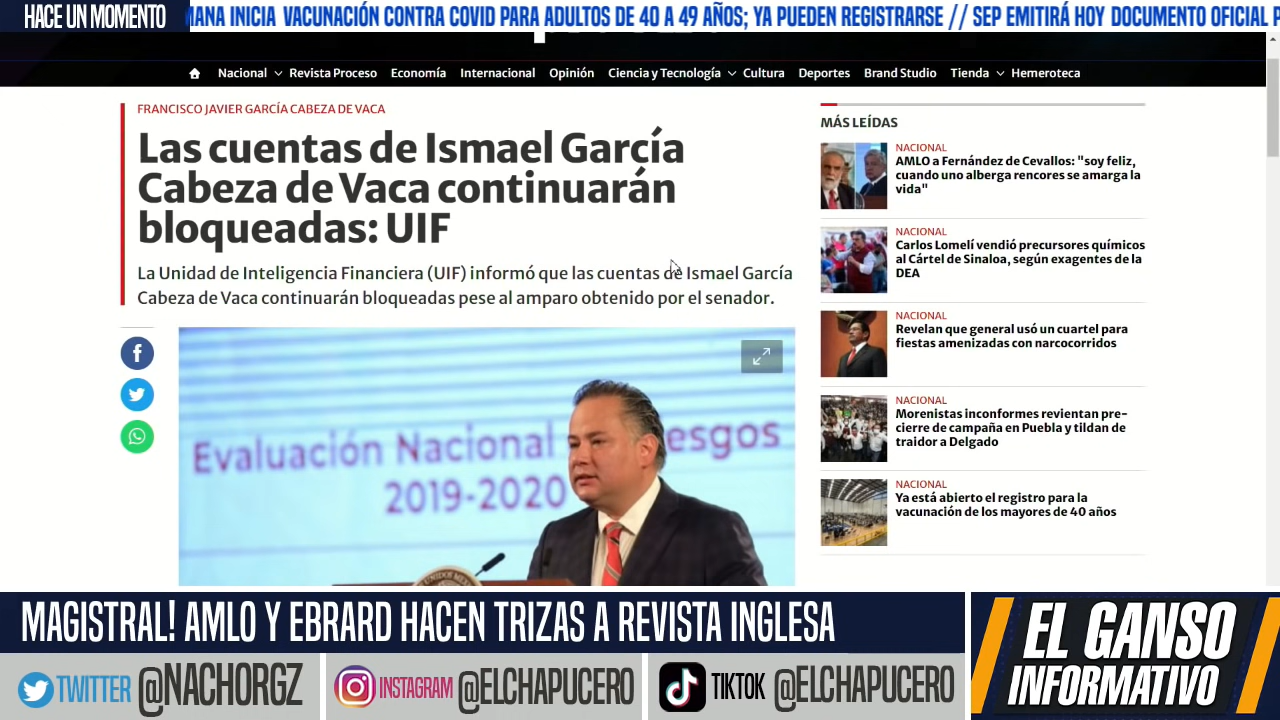 HACE UN MOMENTO
MANA INICIA VACUNACIÓN CONTRA COVID PARA ADULTOS DE 40 A 49 AÑOS; YA PUEDEN REGISTRARSE // SEP EMITIRÁ HOY DOCUMENTO OFICIAL P
Nacional Revista Proceso Economía Internacional Opinión Ciencia y Tecnología Cultura Deportes Brand Studio Tienda Hemeroteca
FRANCISCO JAVIER GARCÍA CABEZA DE VACA
Las cuentas de Ismael García
Cabeza de Vaca continuarán
bloqueadas: UIF
La Unidad de Inteligencia Financiera (UIF) informó que las cuentas de Ismael García
Cabeza de Vaca continuarán bloqueadas pese al amparo obtenido por el senador.
Evaluación Nacional esgos
2019-2020
MÁS LEÍDAS
NACIONAL
AMLO a Fernández de Cevallos: "soy feliz,
cuando uno alberga rencores se amarga la
vida"
NACIONAL
Carlos Lomelí vendió precursores químicos
al Cártel de Sinaloa, según exagentes de la
DEA
NACIONAL
Revelan que general usó un cuartel para
fiestas amenizadas con narcocorridos
NACIONAL
Morenistas inconformes revientan pre-
cierre de campaña en Puebla y tildan de
traidor a Delgado
NACIONAL
Ya está abierto el registro para la
vacunación de los mayores de 40 años
MAGISTRAL! AMLO Y EBRARD HACEN TRIZAS A REVISTA INGLESA
TWITTER @NACHORGZ INSTAGRAM @ELCHAPUCERO TIKTOK @ELCHAPUCERO
EL GANSO
INFORMATIVO